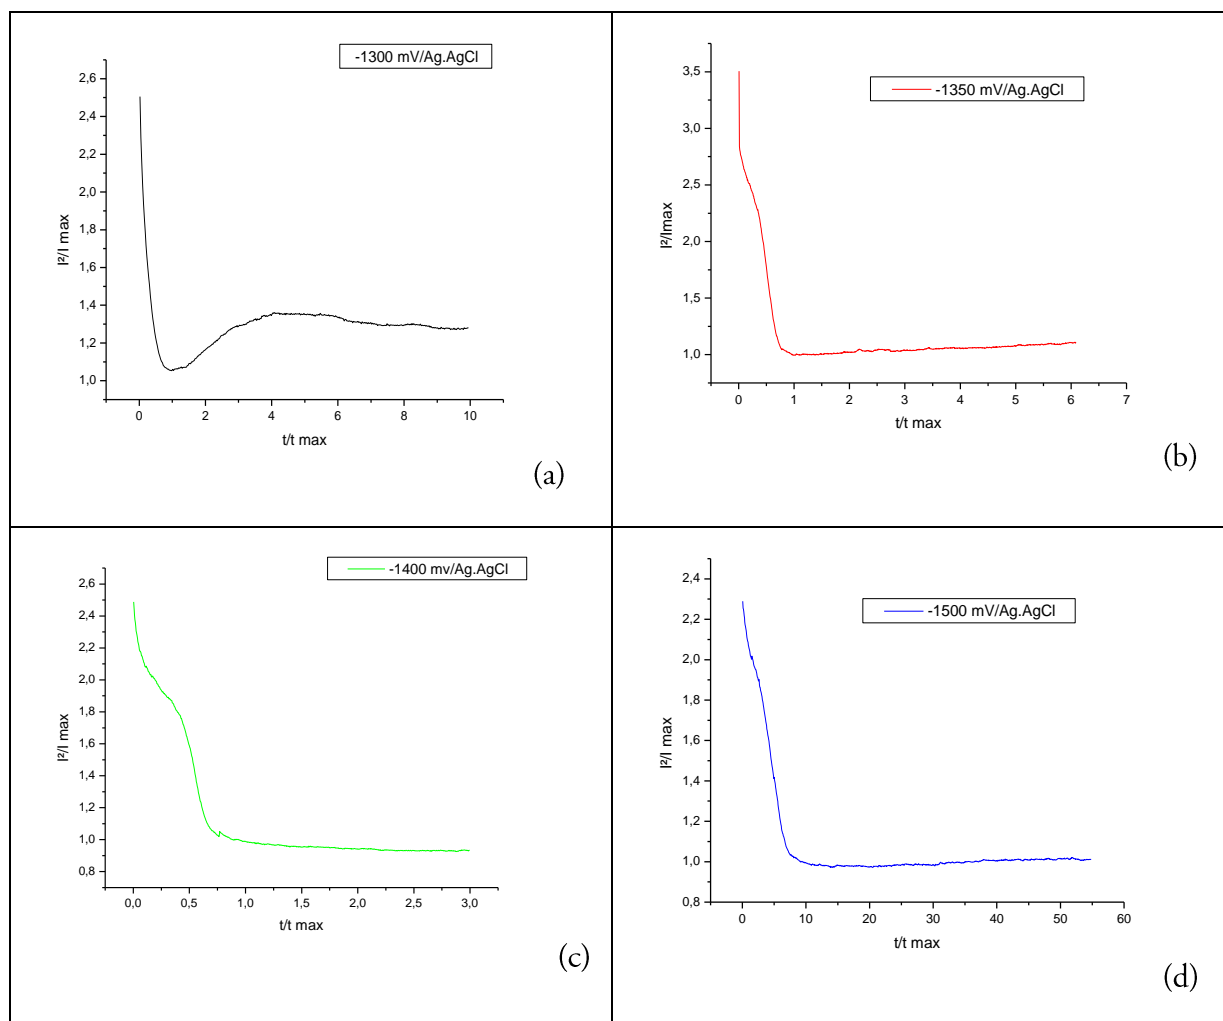 -1300 mV/Ag.AgCl
2,6
2,4
2,2
2,0
1,8
1,6
1,4
1,2
1,0
I²/I max
0 2 4 6 8 10
t/t max
(a)
-1350 mV/Ag.AgCl
3,5
3,0
2,5
2,0
1,5
1,0
I²/Imax
0 1 2 3 4 5 6 7
t/t max
(b)
-1400 mv/Ag.AgCl
2,6
2,4
2,2
2,0
1,8
1,6
1,4
1,2
1,0
0,8
I²/I max
0,0 0,5 1,0 1,5 2,0 2,5 3,0
t/t max
(c)
-1500 mV/Ag.AgCl
2,4
2,2
2,0
1,8
1,6
1,4
1,2
1,0
0,8
I²/I max
0 10 20 30 40 50 60
t/t max
(d)